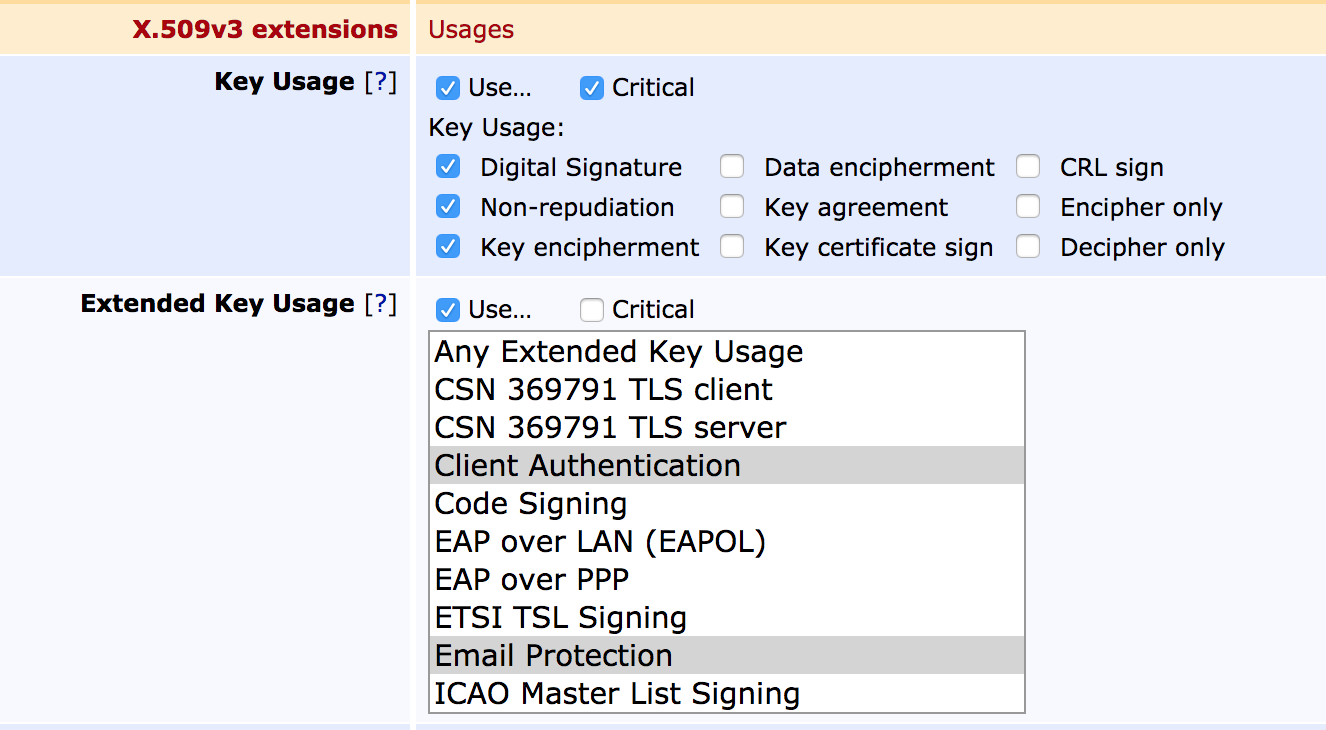 X.509v3 extensions Usages
Key Usage [?] Use... Critical
Key Usage:
Digital Signature Data encipherment CRL sign
Non-repudiation Key agreement Encipher only
Key encipherment Key certificate sign Decipher only
Extended Key Usage [?] Use... Critical
Any Extended Key Usage
CSN 369791 TLS client
CSN 369791 TLS server
Client Authentication
Code Signing
EAP over LAN (EAPOL)
EAP over PPP
ETSI TSL Signing
Email Protection
ICAO Master List Signing